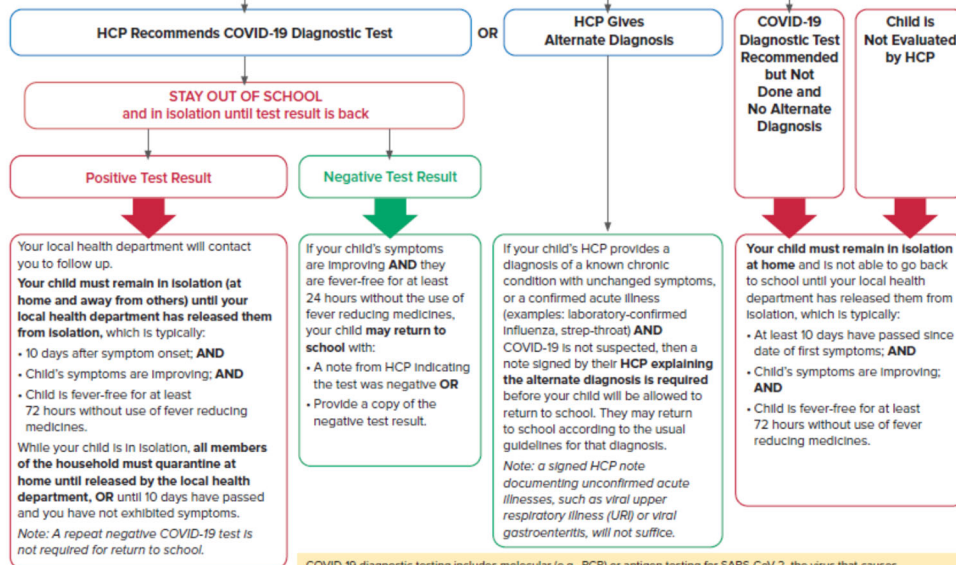 HCP Recommends COVID-19 Diagnostic Test
OR
HCP Gives
Alternate Diagnosis
COVID-19
Diagnostic Test
Recommended
but Not
Done and
No Alternate
Diagnosis
Child is
Not Evaluated
by HCP
STAY OUT OF SCHOOL
and in isolation until test result is back
Positive Test Result
Negative Test Result
Your local health department will contact
you to follow up.
Your child must remain in isolation (at
home and away from others) until your
local health department has released them
from isolation, which is typically:
• 10 days after symptom onset; AND
• Child's symptoms are improving; AND
• Child is fever-free for at least
72 hours without use of fever reducing
medicines.
While your child is in isolation, all members
of the household must quarantine at
home until released by the local health
department, OR until 10 days have passed
and you have not exhibited symptoms.
Note: A repeat negative COVID-19 test is
not required for return to school.
If your child's symptoms
are improving AND they
are fever-free for at least
24 hours without the use of
fever reducing medicines,
your child may return to
school with:
• A note from HCP indicating
the test was negative OR
• Provide a copy of the
negative test result.
If your child's HCP provides a
diagnosis of a known chronic
condition with unchanged symptoms,
or a confirmed acute illness
(examples: laboratory-confirmed
influenza, strep-throat) AND
COVID-19 is not suspected, then a
note signed by their HCP explaining
the alternate diagnosis is required
before your child will be allowed to
return to school. They may return
to school according to the usual
guidelines for that diagnosis.
Note: a signed HCP note
documenting unconfirmed acute
illnesses, such as viral upper
respiratory illness (URI) or viral
gastroenteritis, will not suffice.
Your child must remain in isolation
at home and is not able to go back
to school until your local health
department has released them from
isolation, which is typically:
• At least 10 days have passed since
date of first symptoms; AND
• Child's symptoms are improving;
AND
• Child is fever-free for at least
72 hours without use of fever
reducing medicines.
COVID-19 diagnostic testing includes molecular (e.g., PCR) or antigen testing for SARS-CoV-2, the virus that causes